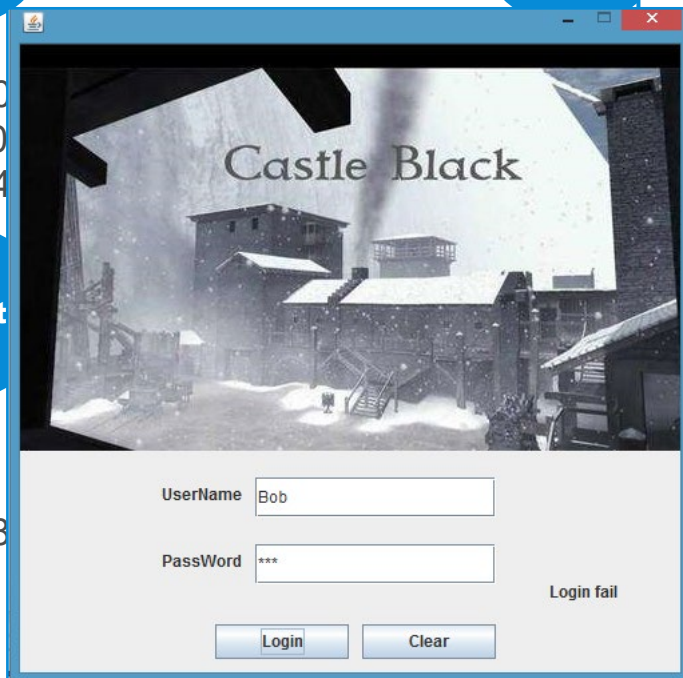 Castle Black
UserName Bob
PassWord ***
Login fail
Login Clear